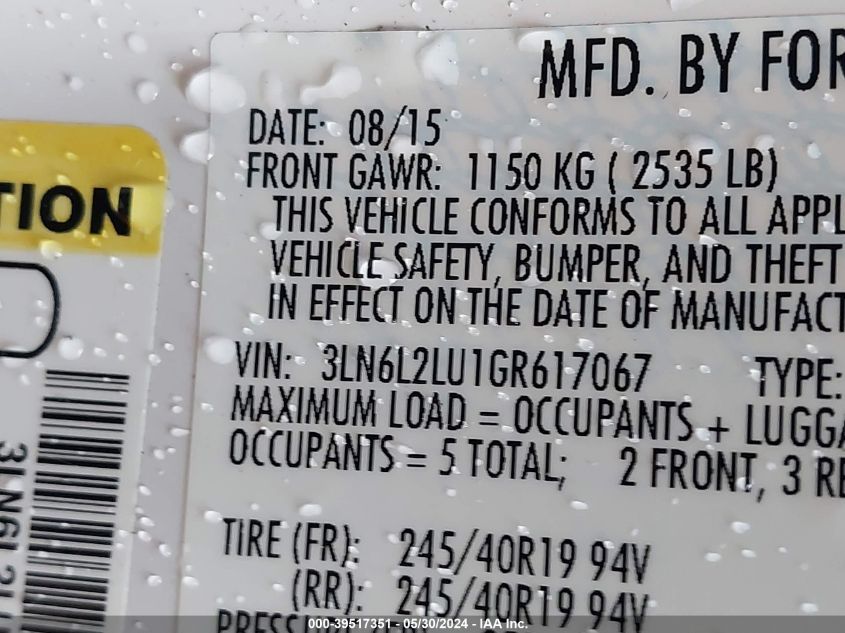 MFD. BY FOR
DATE: 08/15
FRONT GAWR: 1150 KG ( 2535 LB)
THIS VEHICLE CONFORMS TO ALL APPL
VEHICLE SAFETY, BUMPER, AND THEFT
IN EFFECT ON THE DATE OF MANUFACT
VIN: 3LN6L2LU1GR617067 TYPE:
MAXIMUM LOAD = OCCUPANTS + LUGGA
OCCUPANTS = 5 TOTAL; 2 FRONT, 3 RE
TIRE (FR): 245/40R19 94V
(RR): 245/40R19 94V
TION
3LN6L2L
000-39517351 - 05/30/2024 - IAA Inc.